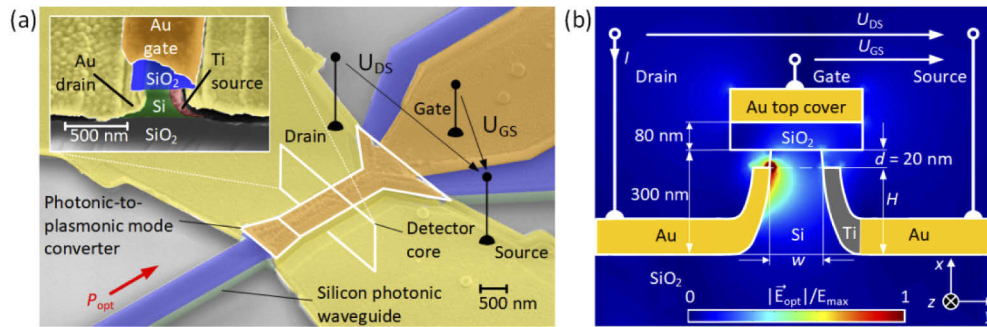 (a)
Au
gate
Au
drain
Ti
source
SiO2
Si
500 nm
SiO2
UDS
Gate
UGS
Drain
Photonic-to-
plasmonic mode
converter
Detector
core
Source
Popt
Silicon photonic
waveguide
500
nm
(b)
UDS
UGS
I
Drain
Gate
Source
Au top cover
80 nm
SiO2
d = 20 nm
300 nm
H
Au
Si
Ti
Au
w
SiO2
0
|E⃗opt|/Emax
1
x
z
y